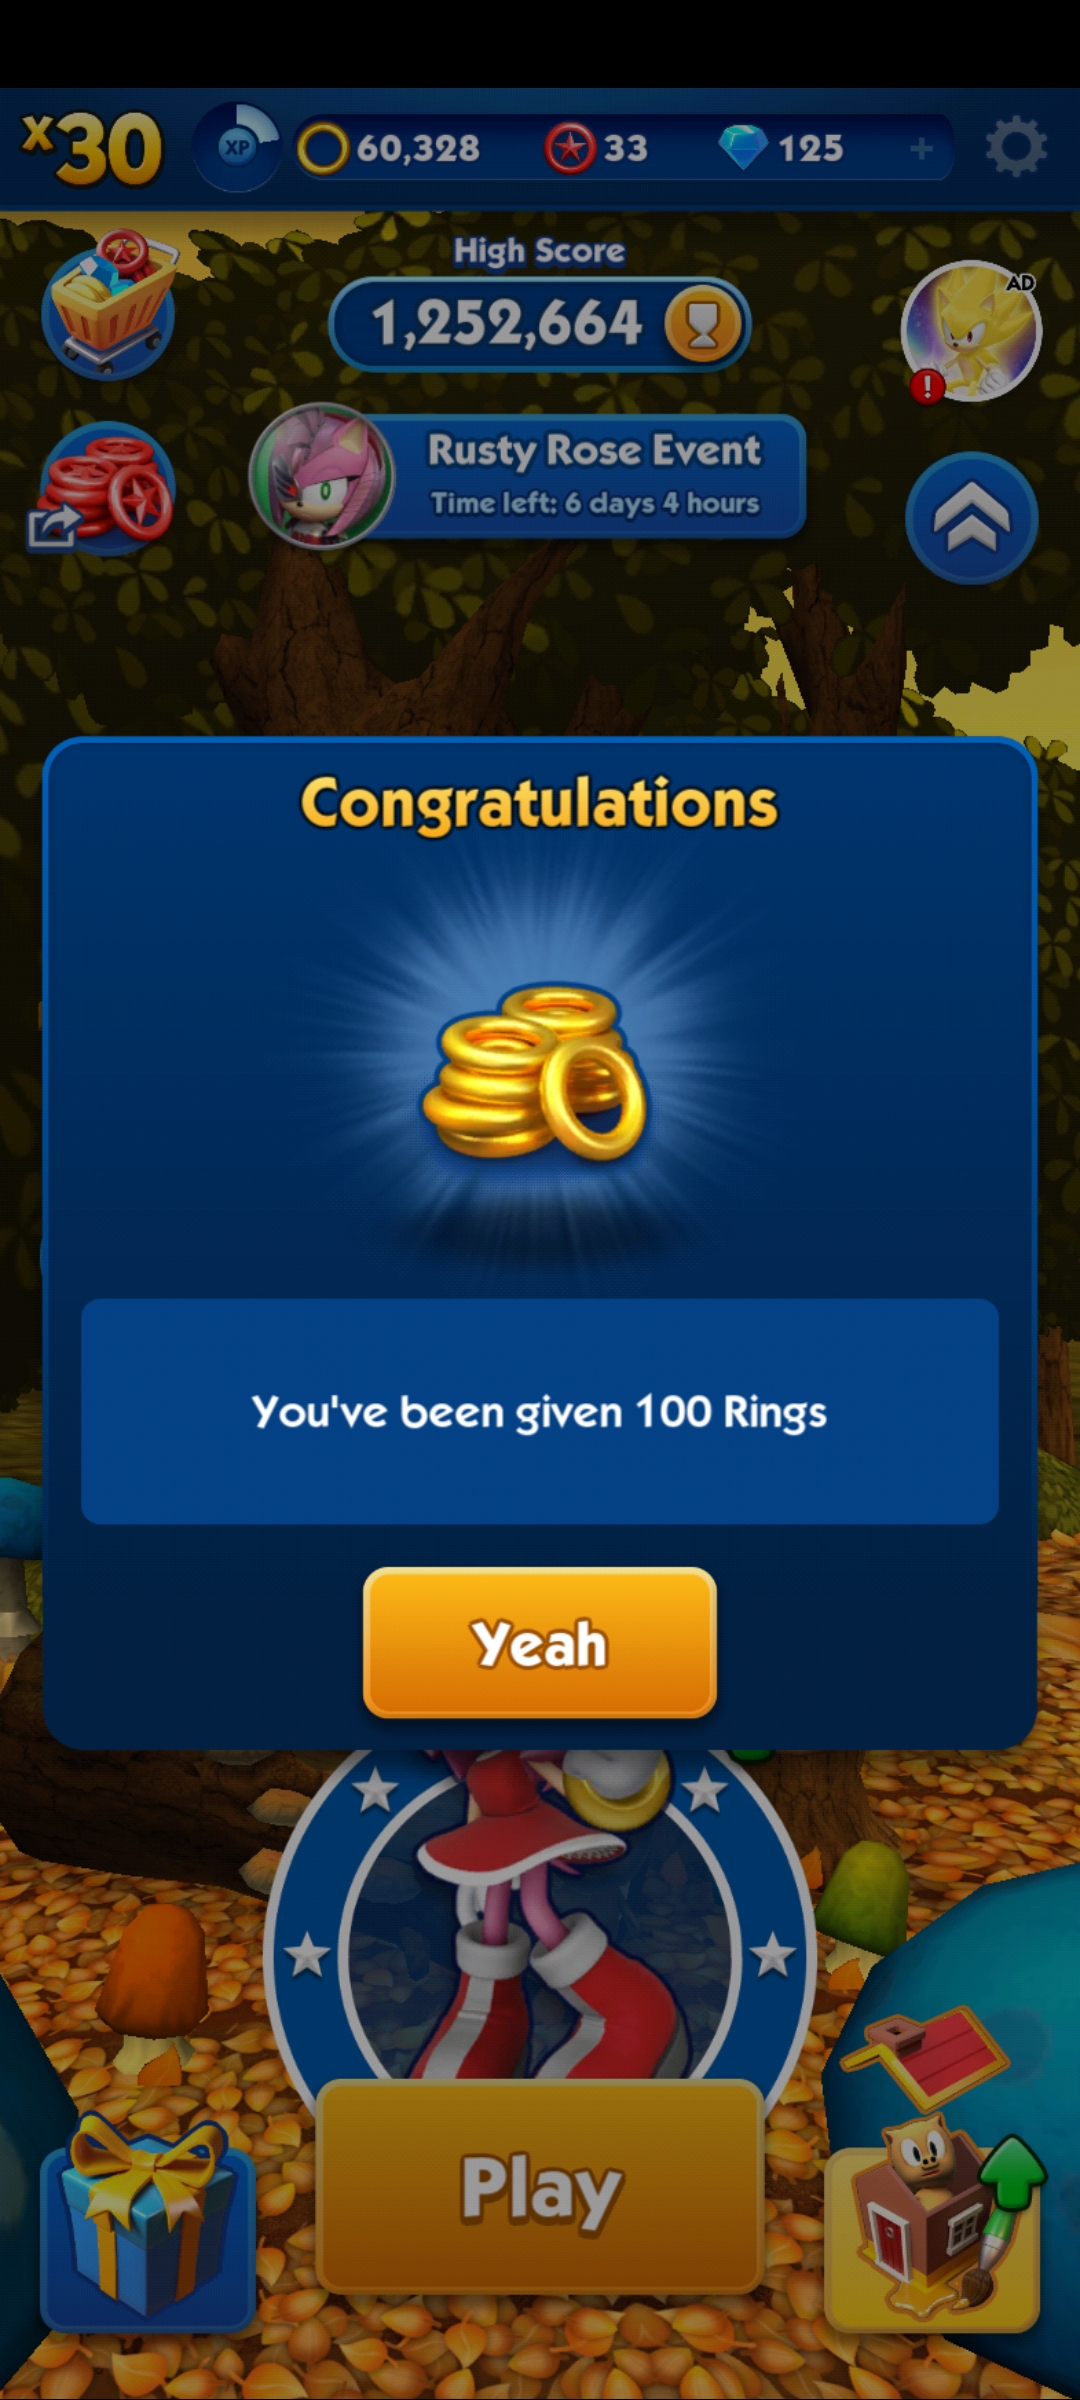 x30
XP
60,328
33
125
+
High Score
1,252,664
AD
!
Rusty Rose Event
Time left: 6 days 4 hours
Congratulations
You've been given 100 Rings
Yeah
Play